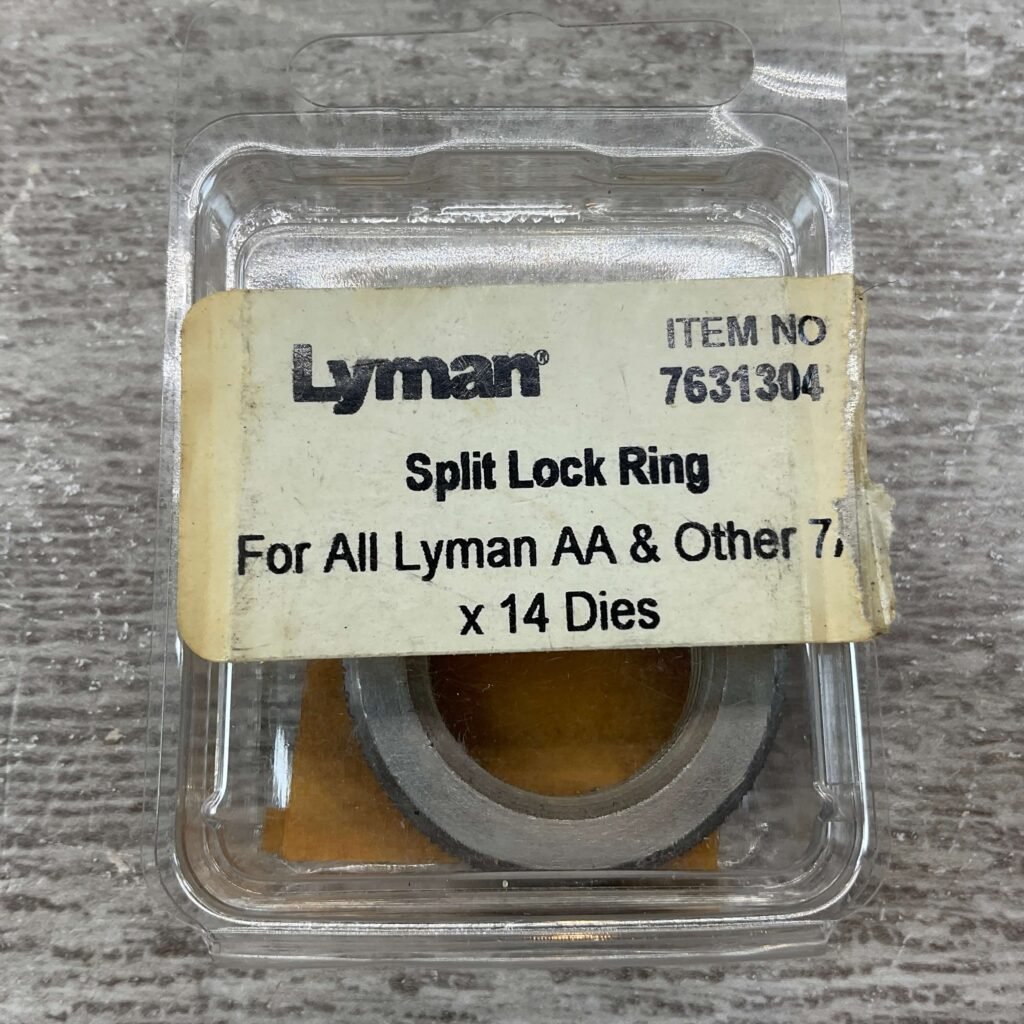 Lyman®
ITEM NO
7631304
Split Lock Ring
For All Lyman AA & Other 7/
x 14 Dies